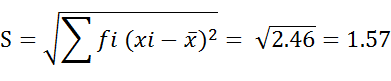 S = √∑ fi (xi − x̄)² = √2.46 = 1.57